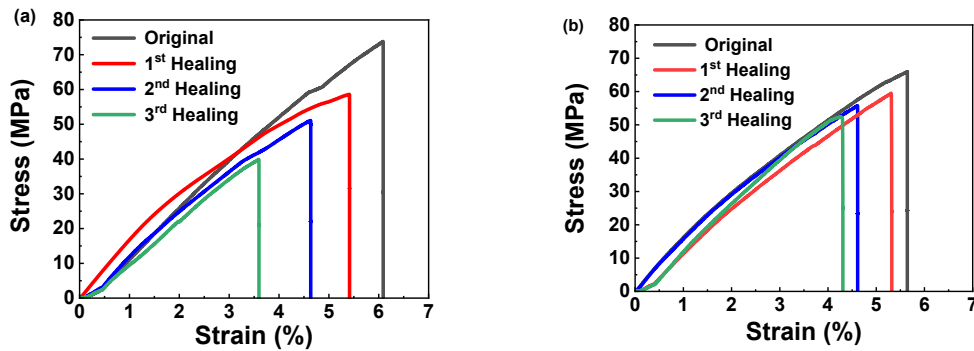 (a)
Stress (MPa)
80
70
60
50
40
30
20
10
0
Original
1st Healing
2nd Healing
3rd Healing
0 1 2 3 4 5 6 7
Strain (%)
(b)
Stress (MPa)
80
70
60
50
40
30
20
10
0
Original
1st Healing
2nd Healing
3rd Healing
0 1 2 3 4 5 6 7
Strain (%)